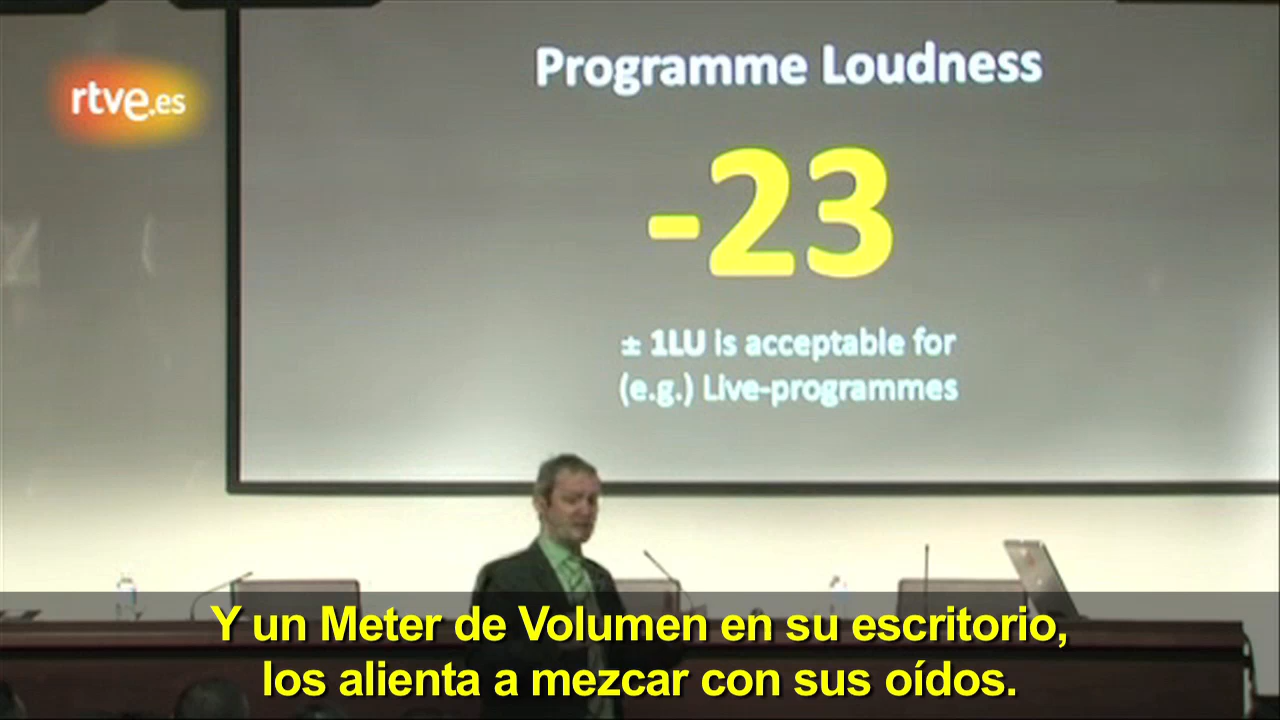 rtve.es
Programme Loudness
-23
± 1LU is acceptable for
(e.g.) Live-programmes
Y un Meter de Volumen en su escritorio,
los alienta a mezcar con sus oídos.